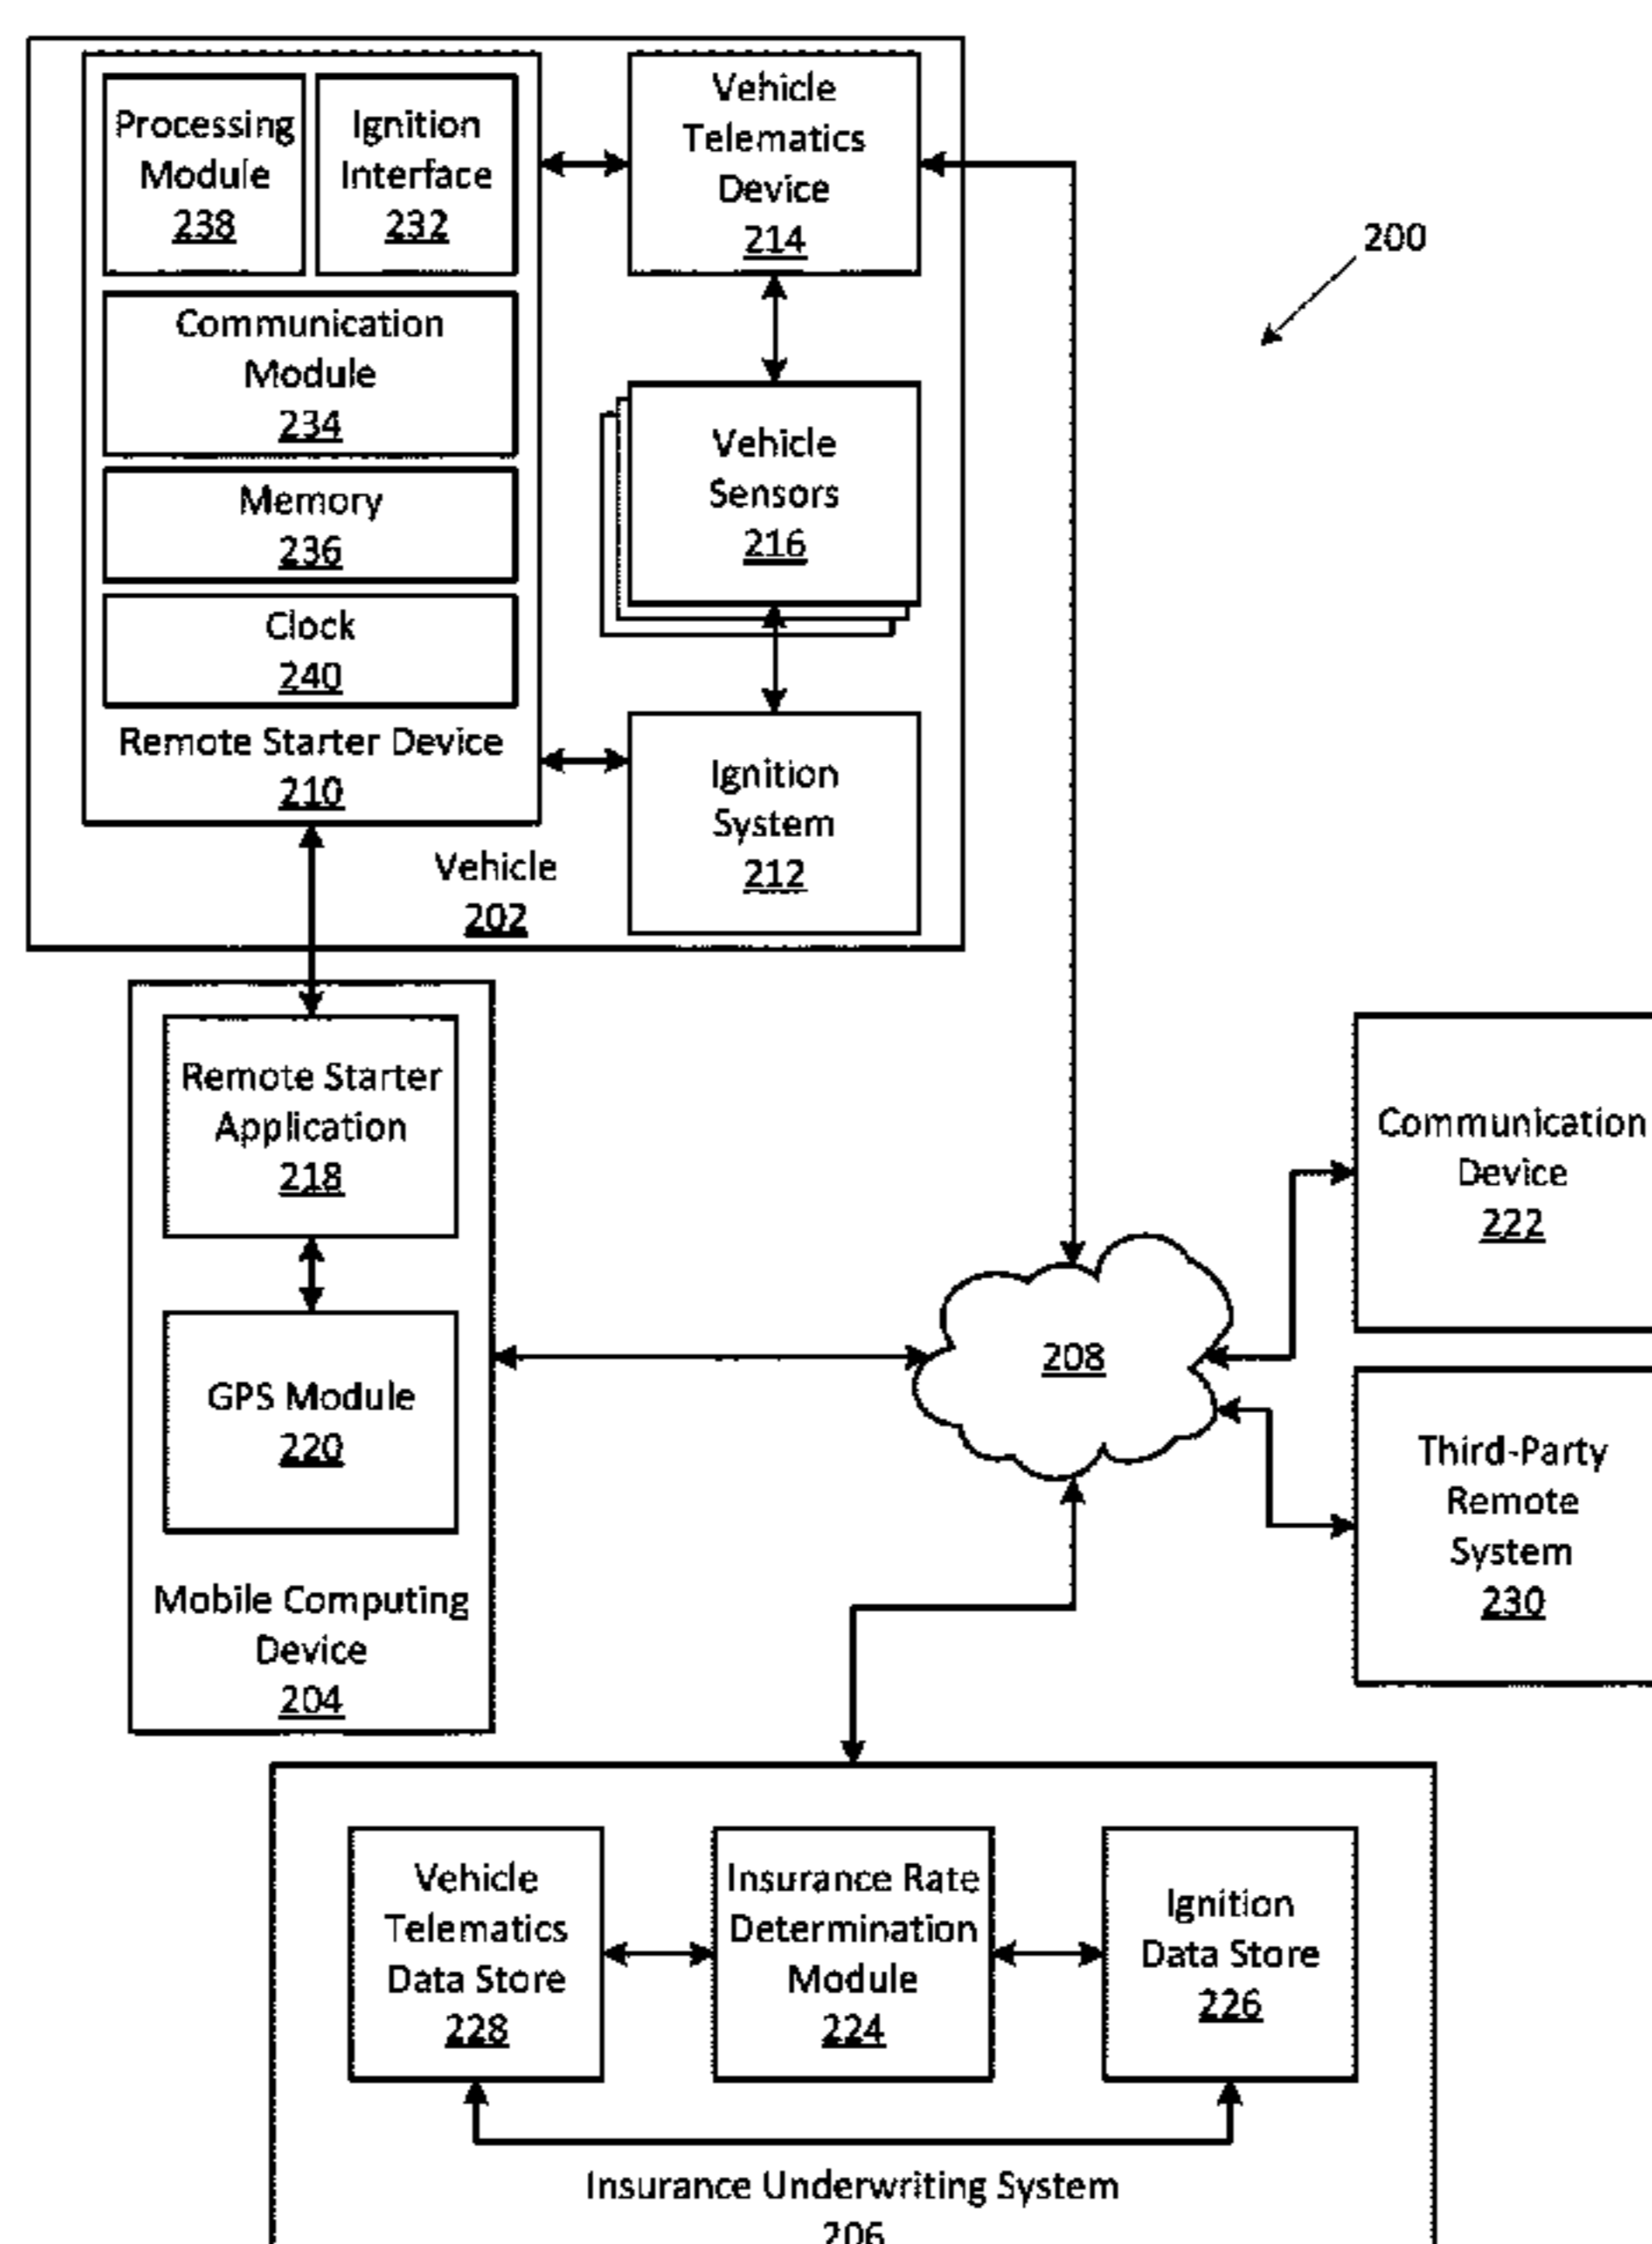 Processing
Module
238
Ignition
Interface
232
Vehicle
Telematics
Device
214
200
Communication
Module
234
Vehicle
Sensors
216
Memory
236
Clock
240
Remote Starter Device
210
Ignition
System
212
Vehicle
202
Remote Starter
Application
218
Communication
Device
222
GPS Module
220
208
Third-Party
Remote
System
230
Mobile Computing
Device
204
Vehicle
Telematics
Data Store
228
Insurance Rate
Determination
Module
224
Ignition
Data Store
226
Insurance Underwriting System
206